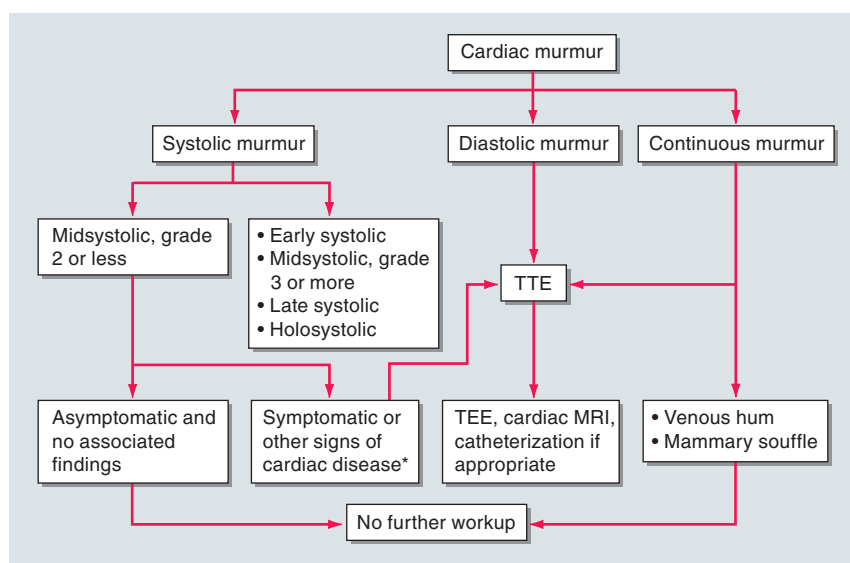 Cardiac murmur
Systolic murmur
Diastolic murmur
Continuous murmur
Midsystolic, grade
2 or less
• Early systolic
• Midsystolic, grade
3 or more
• Late systolic
• Holosystolic
TTE
Asymptomatic and
no associated
findings
Symptomatic or
other signs of
cardiac disease*
TEE, cardiac MRI,
catheterization if
appropriate
• Venous hum
• Mammary souffle
No further workup